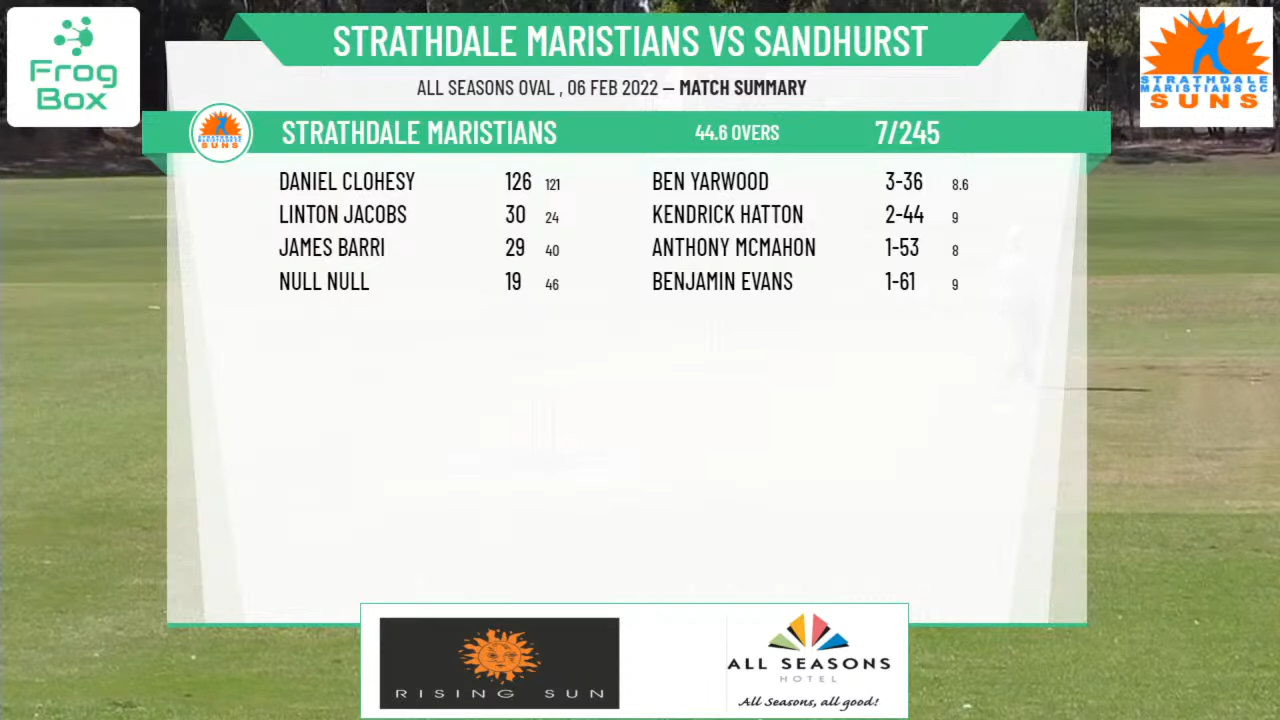 Frog
Box
STRATHDALE MARISTIANS VS SANDHURST
STRATHDALE
MARISTIANS CC
SUNS
ALL SEASONS OVAL , 06 FEB 2022 – MATCH SUMMARY
STRATHDALE MARISTIANS 44.6 OVERS 7/245
DANIEL CLOHESY 126 121 BEN YARWOOD 3-36 8.6
LINTON JACOBS 30 24 KENDRICK HATTON 2-44 9
JAMES BARRI 29 40 ANTHONY MCMAHON 1-53 8
NULL NULL 19 46 BENJAMIN EVANS 1-61 9
RISING SUN
ALL SEASONS
HOTEL
All Seasons, all good!